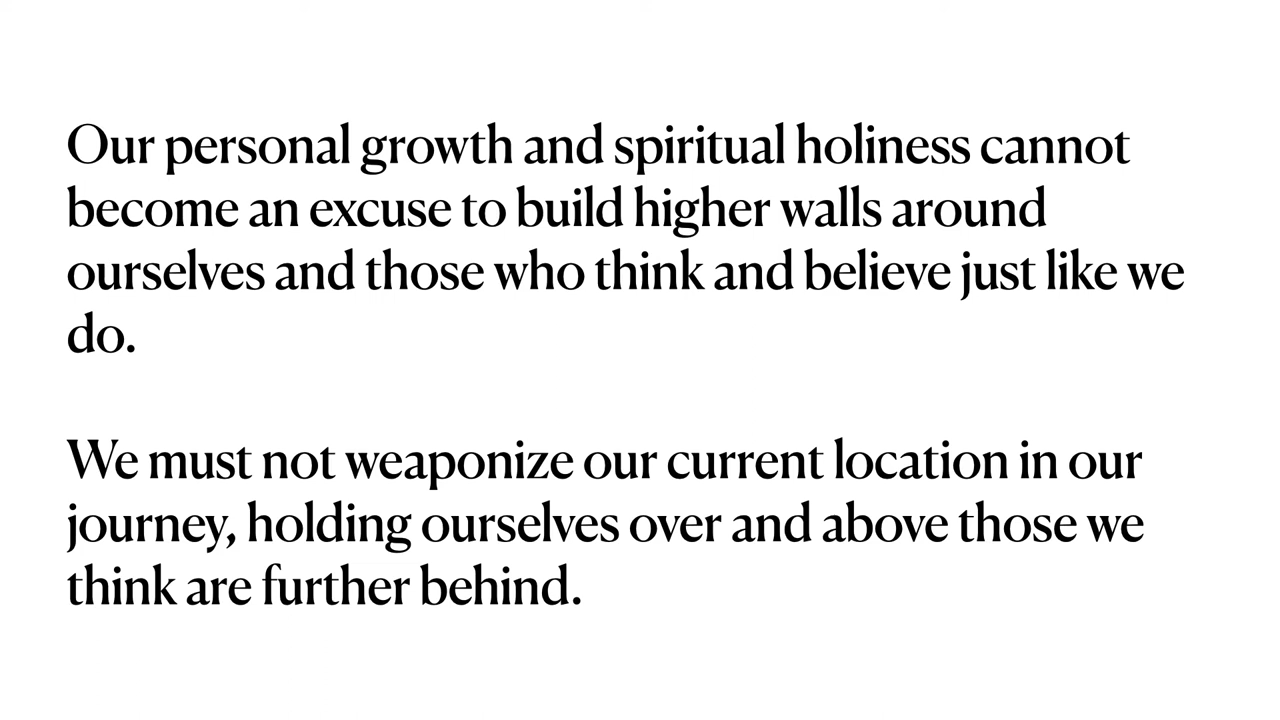 Our personal growth and spiritual holiness cannot
become an excuse to build higher walls around
ourselves and those who think and believe just like we
do.
We must not weaponize our current location in our
journey, holding ourselves over and above those we
think are further behind.